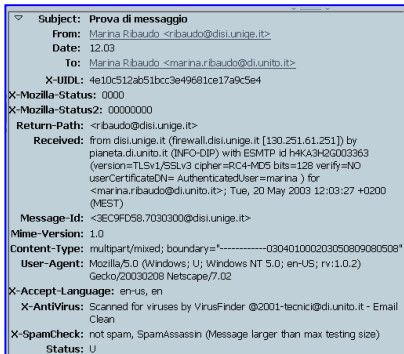 Subject: Prova di messaggio
From: Marina Ribaudo <ribaudo@disi.unige.it>
Date: 12.03
To: Marina Ribaudo <marina.ribaudo@di.unito.it>
X-UIDL: 4e10c512ab51bcc3e49681ce17a9c5e4
X-Mozilla-Status: 0000
X-Mozilla-Status2: 00000000
Return-Path: <ribaudo@disi.unige.it>
Received: from disi.unige.it (firewall.disi.unige.it [130.251.61.251]) by
pianeta.di.unito.it (INFO-DIP) with ESMTP id h4KA3H2G003363
(version=TLSv1/SSLv3 cipher=RC4-MD5 bits=128 verify=NO
userCertificateDN= AuthenticatedUser=marina ) for
<marina.ribaudo@di.unito.it>; Tue, 20 May 2003 12:03:27 +0200
(MEST)
Message-Id: <3EC9FD58.7030300@disi.unige.it>
Mime-Version: 1.0
Content-Type: multipart/mixed; boundary="------------030401000203050809080508"
User-Agent: Mozilla/5.0 (Windows; U; Windows NT 5.0; en-US; rv:1.0.2)
Gecko/20030208 Netscape/7.02
X-Accept-Language: en-us, en
X-AntiVirus: Scanned for viruses by VirusFinder @2001-tecnici@di.unito.it - Email
Clean
X-SpamCheck: not spam, SpamAssassin (Message larger than max testing size)
Status: U